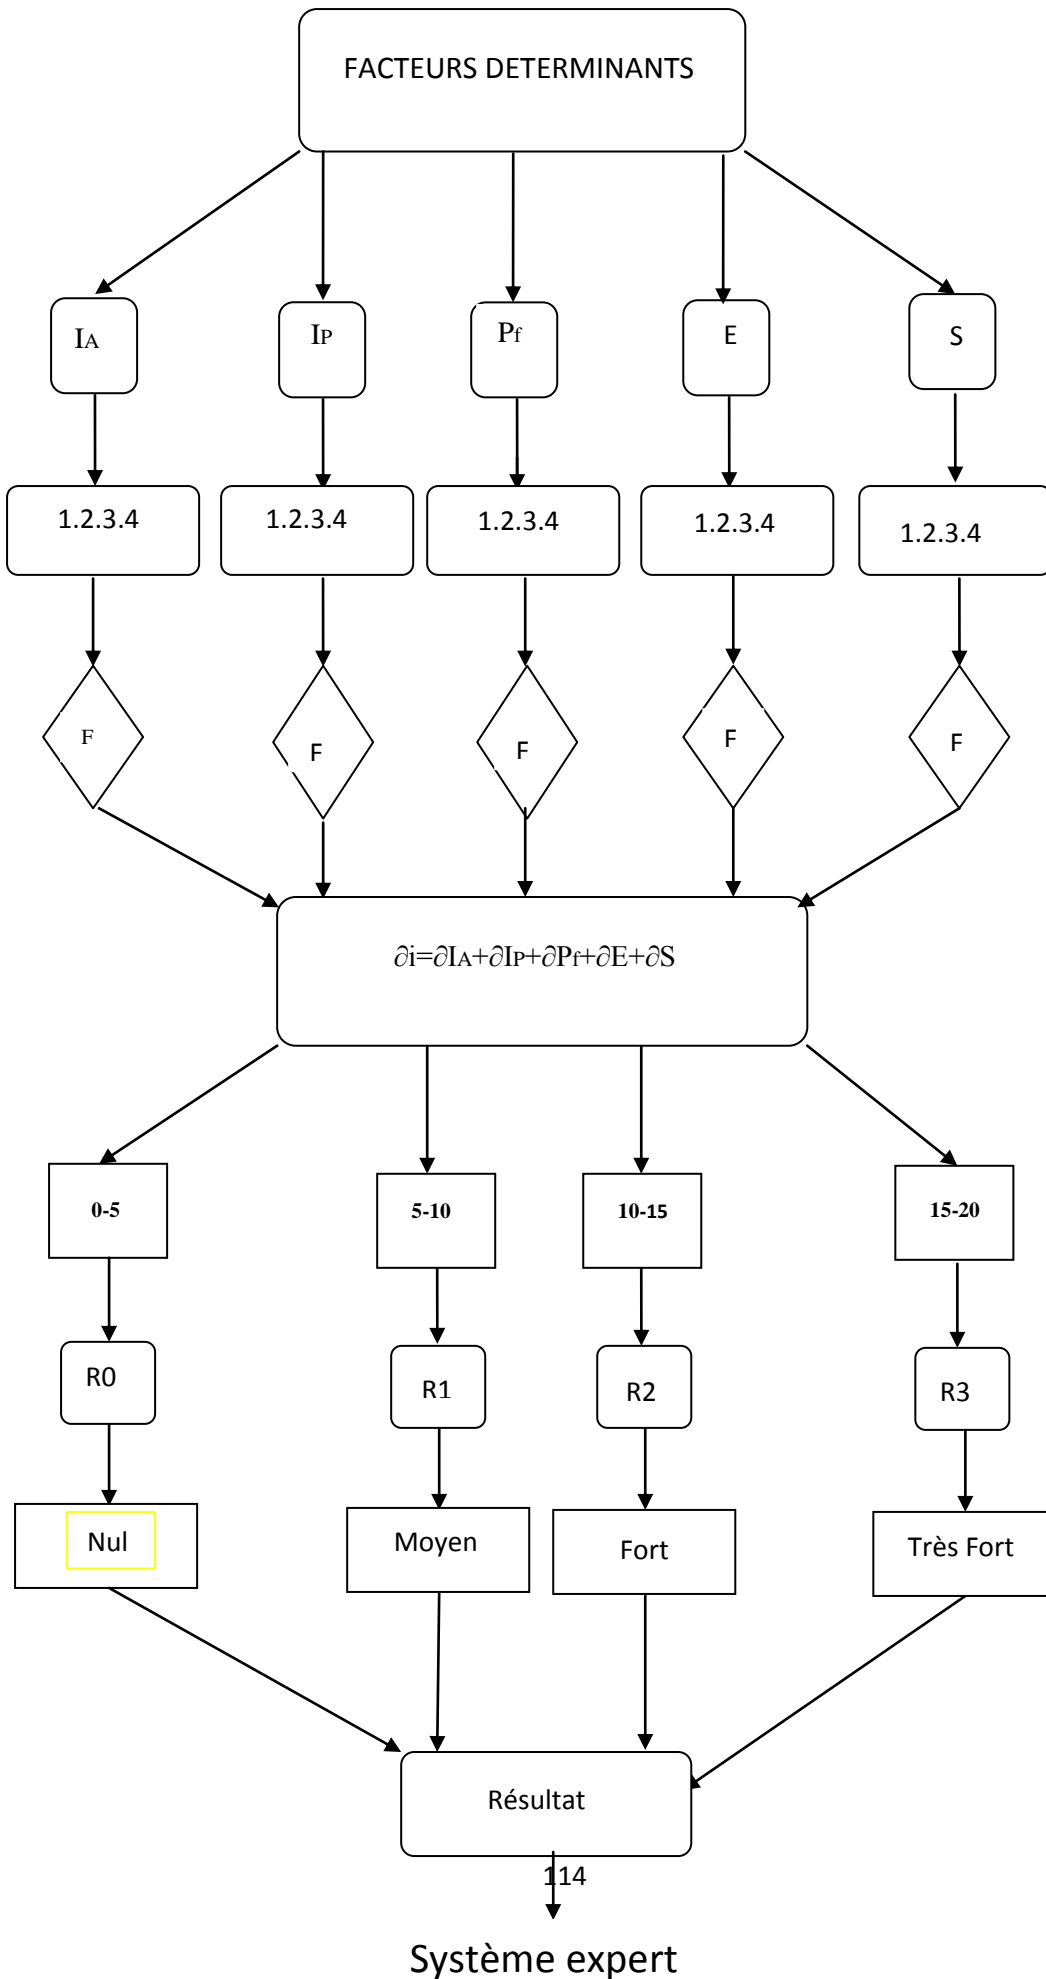 FACTEURS DETERMINANTS
IA
IP
Pf
E
S
1.2.3.4
1.2.3.4
1.2.3.4
1.2.3.4
1.2.3.4
F
F
F
F
F
∂i=∂IA+∂IP+∂Pf+∂E+∂S
0-5
5-10
10-15
15-20
R0
R1
R2
R3
Nul
Moyen
Fort
Très Fort
Résultat
114
Système expert